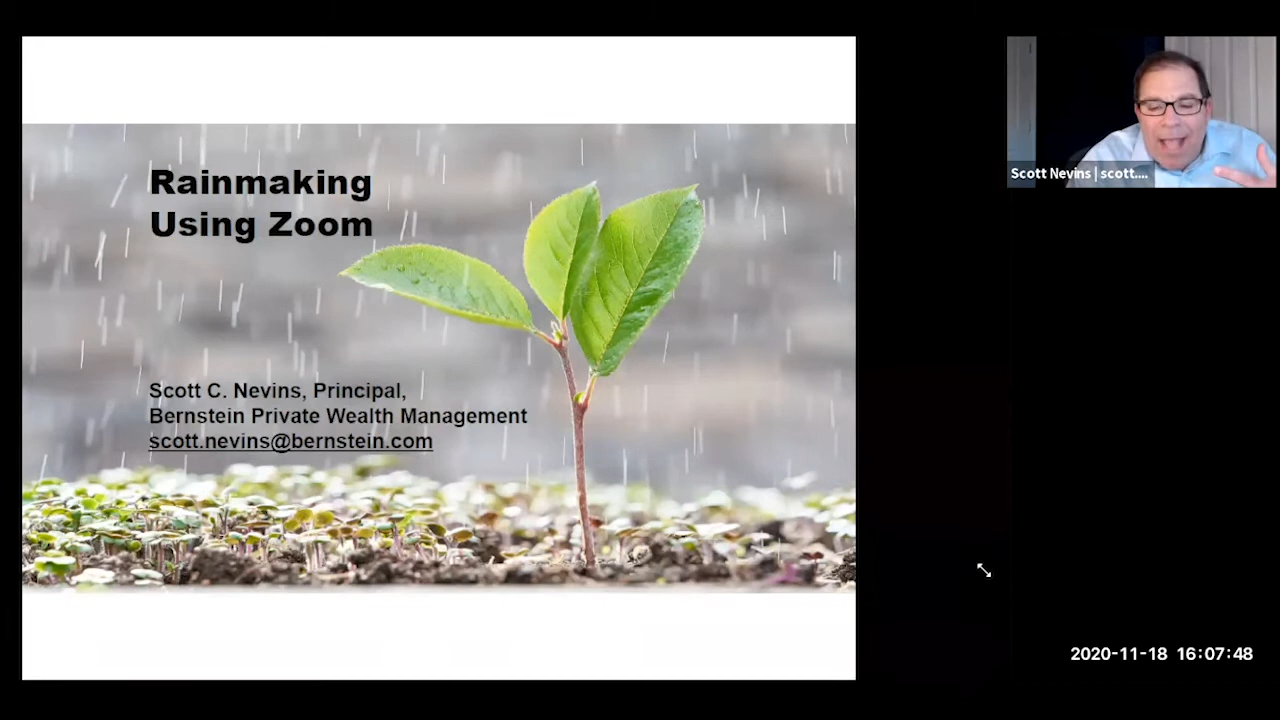 Rainmaking
Using Zoom
Scott C. Nevins, Principal,
Bernstein Private Wealth Management
scott.nevins@bernstein.com
Scott Nevins | scott....
2020-11-18 16:07:48